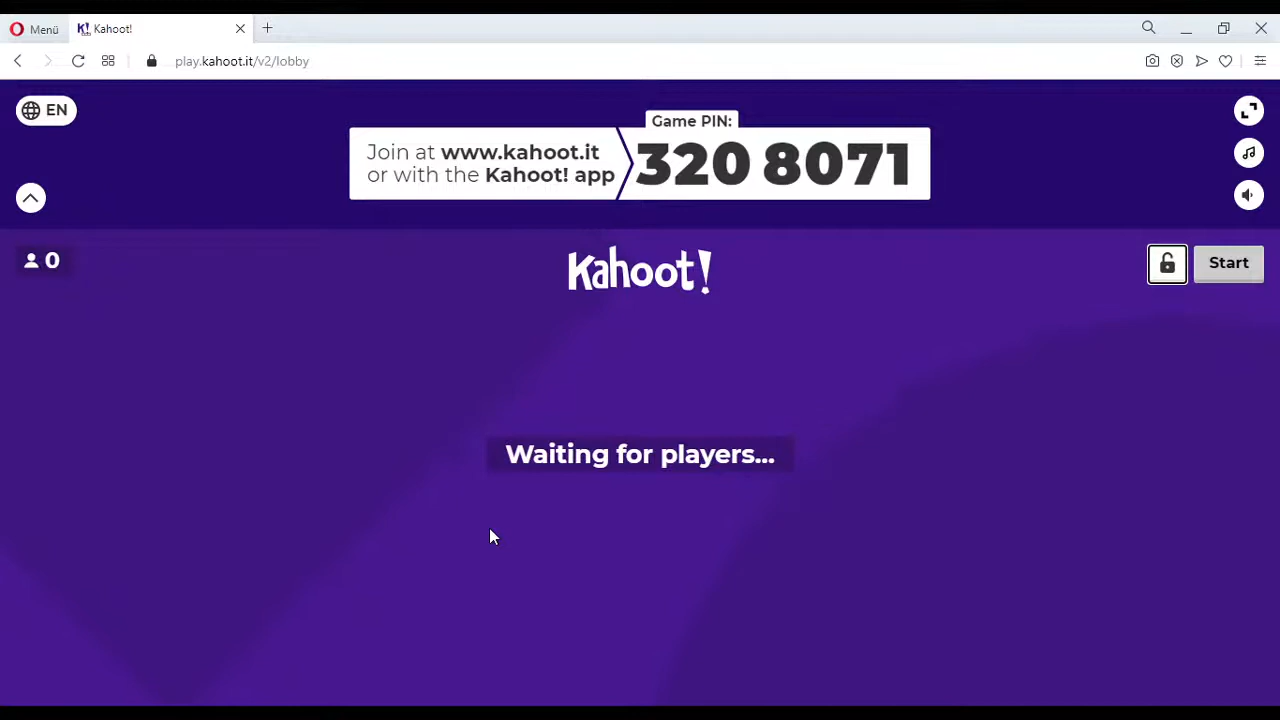 Menü
Kahoot!
play.kahoot.it/v2/lobby
EN
Game PIN:
Join at www.kahoot.it
or with the Kahoot! app
320 8071
0
Kahoot!
Start
Waiting for players...